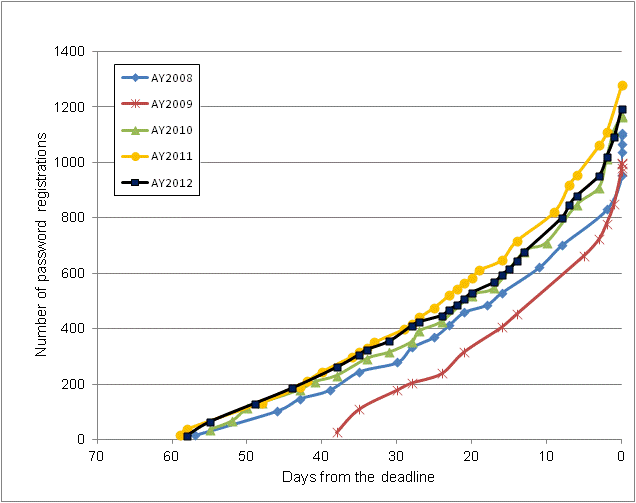 1400
1200
1000
800
600
400
200
0
Number of password registrations
AY2008
AY2009
AY2010
AY2011
AY2012
70 60 50 40 30 20 10 0
Days from the deadline